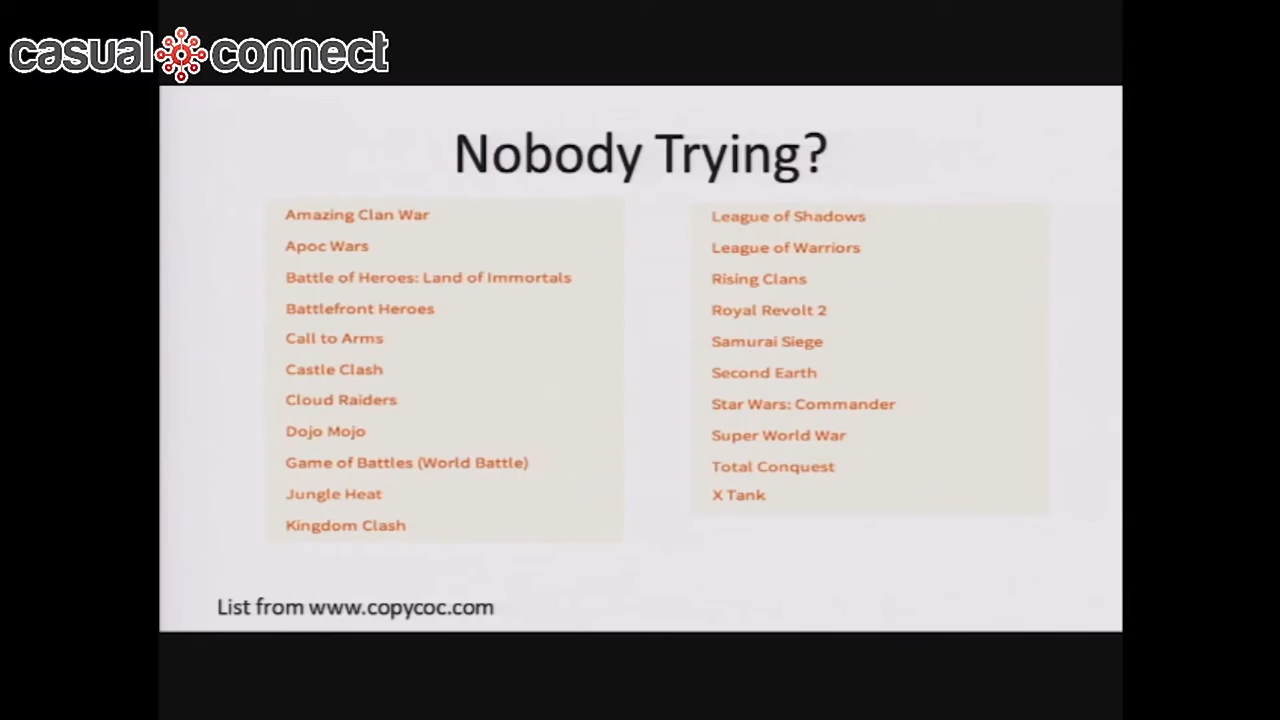 casual connect
Nobody Trying?
Amazing Clan War
Apoc Wars
Battle of Heroes: Land of Immortals
Battlefront Heroes
Call to Arms
Castle Clash
Cloud Raiders
Dojo Mojo
Game of Battles (World Battle)
Jungle Heat
Kingdom Clash
League of Shadows
League of Warriors
Rising Clans
Royal Revolt 2
Samurai Siege
Second Earth
Star Wars: Commander
Super World War
Total Conquest
X Tank
List from www.copycoc.com